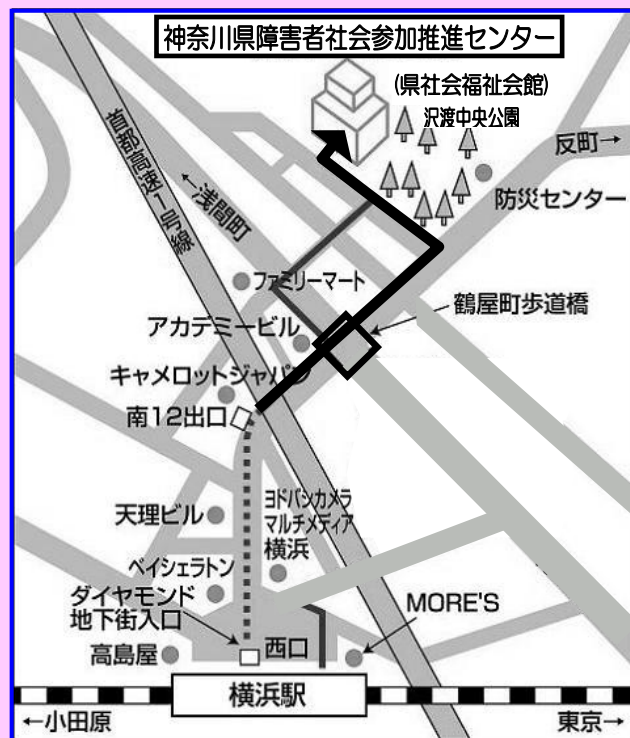 神奈川県障害者社会参加推進センター
(県社会福祉会館)
沢渡中央公園
首都高速1号線
←浅間町
反町→
防災センター
ファミリーマート
鶴屋町歩道橋
アカデミービル
キャメロットジャパン
南12出口
天理ビル
ヨドバシカメラ
マルチメディア
横浜
ベイシェラトン
ダイヤモンド
地下街入口
MORE'S
高島屋
西口
横浜駅
←小田原
東京→